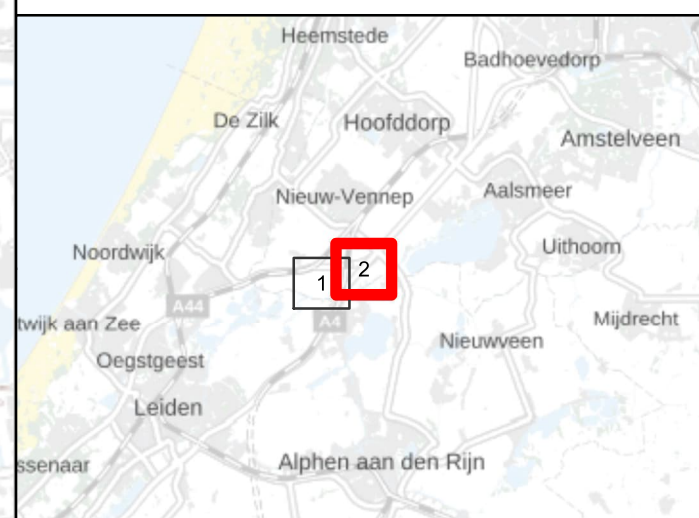 Heemstede
Badhoevedorp
De Zilk
Hoofddorp
Amstelveen
Nieuw-Vennep
Aalsmeer
Noordwijk
Uithoorn
1
2
A44
A4
twijk aan Zee
Mijdrecht
Nieuwveen
Oegstgeest
Leiden
ssenaar
Alphen aan den Rijn